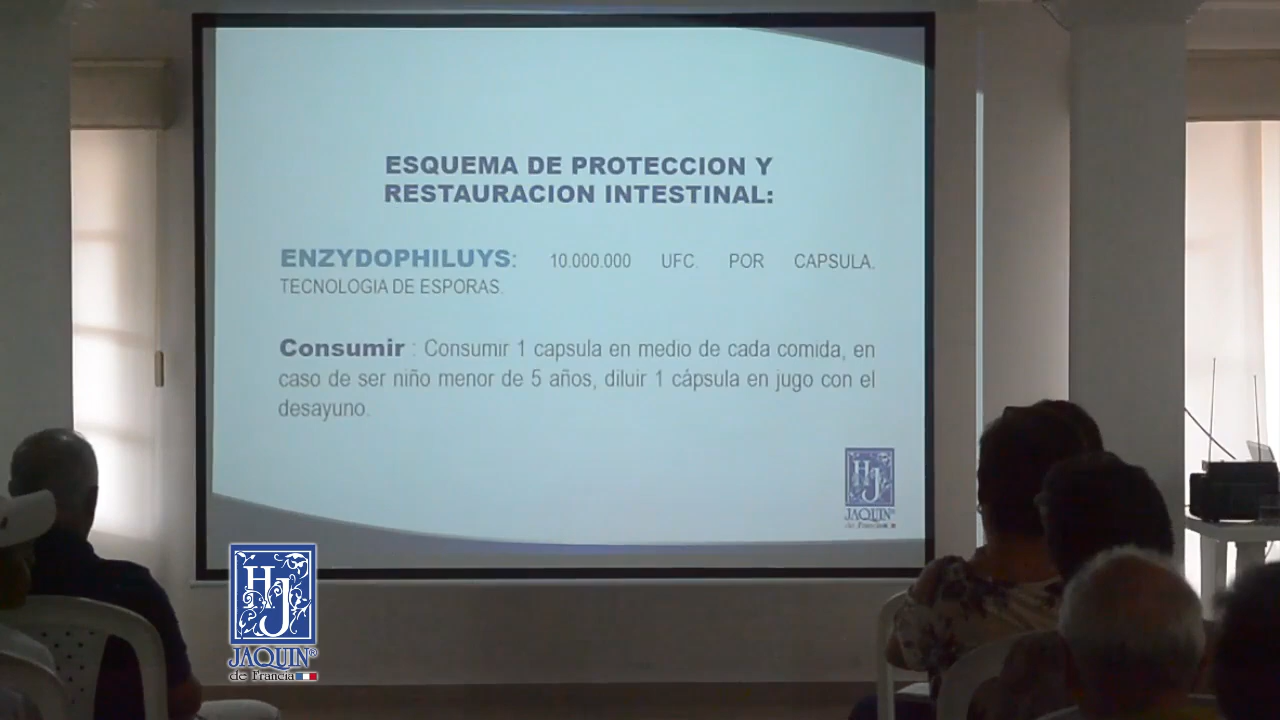 ESQUEMA DE PROTECCION Y
RESTAURACION INTESTINAL:
ENZYDOPHILUYS: 10.000.000 UFC. POR CAPSULA.
TECNOLOGIA DE ESPORAS.
Consumir : Consumir 1 capsula en medio de cada comida, en
caso de ser niño menor de 5 años, diluir 1 cápsula en jugo con el
desayuno.
HJ
JAQUIN®
de Francia
HJ
JAQUIN®
de Francia